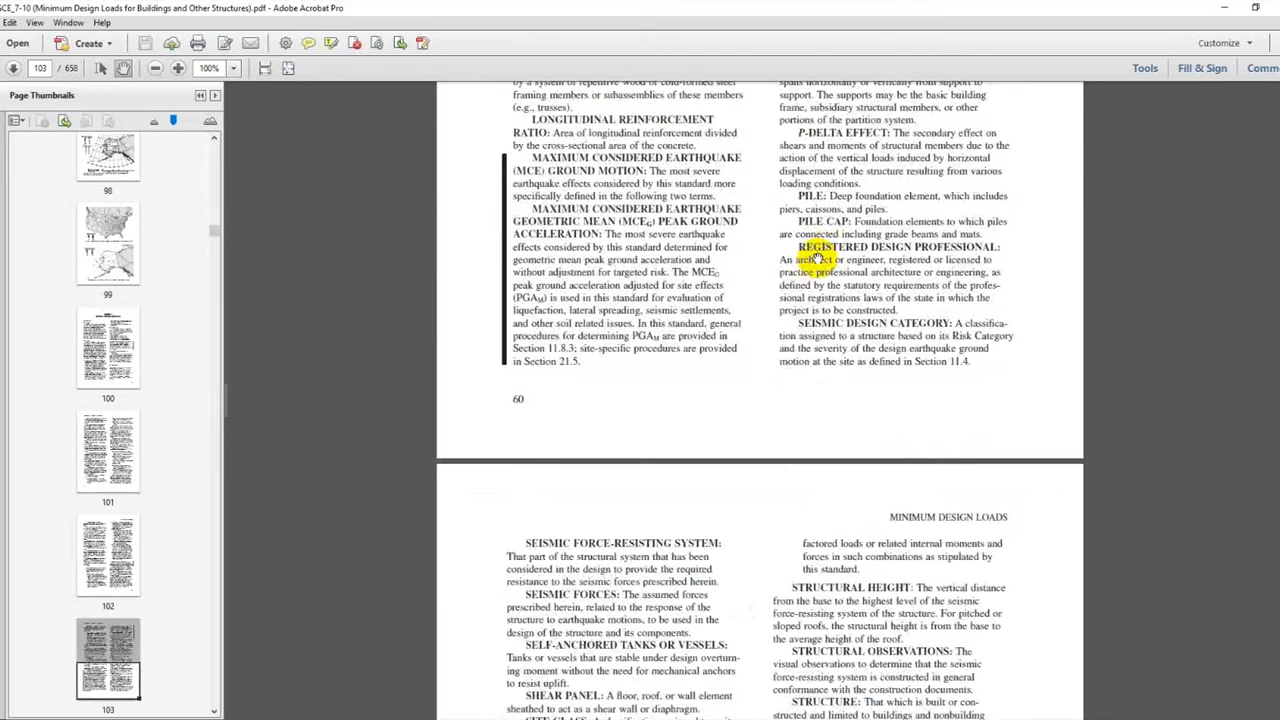 GCE_7-10 (Minimum Design Loads for Buildings and Other Structures).pdf - Adobe Acrobat Pro
Edit View Window Help
Open Create Customize
103 / 658 100% Tools Fill & Sign Comm
Page Thumbnails
98
99
100
101
102
103
by a system of repetitive wood or cold-formed steel
framing members or subassemblies of these members
(e.g., trusses).
LONGITUDINAL REINFORCEMENT
RATIO: Area of longitudinal reinforcement divided
by the cross-sectional area of the concrete.
MAXIMUM CONSIDERED EARTHQUAKE
(MCE) GROUND MOTION: The most severe
earthquake effects considered by this standard more
specifically defined in the following two terms.
MAXIMUM CONSIDERED EARTHQUAKE
GEOMETRIC MEAN (MCEG) PEAK GROUND
ACCELERATION: The most severe earthquake
effects considered by this standard determined for
geometric mean peak ground acceleration and
without adjustment for targeted risk. The MCEG
peak ground acceleration adjusted for site effects
(PGAM) is used in this standard for evaluation of
liquefaction, lateral spreading, seismic settlements,
and other soil related issues. In this standard, general
procedures for determining PGAM are provided in
Section 11.8.3; site-specific procedures are provided
in Section 21.5.
60
spans horizontally or vertically from support to
support. The supports may be the basic building
frame, subsidiary structural members, or other
portions of the partition system.
P-DELTA EFFECT: The secondary effect on
shears and moments of structural members due to the
action of the vertical loads induced by horizontal
displacement of the structure resulting from various
loading conditions.
PILE: Deep foundation element, which includes
piers, caissons, and piles.
PILE CAP: Foundation elements to which piles
are connected including grade beams and mats.
REGISTERED DESIGN PROFESSIONAL:
An architect or engineer, registered or licensed to
practice professional architecture or engineering, as
defined by the statutory requirements of the profes-
sional registrations laws of the state in which the
project is to be constructed.
SEISMIC DESIGN CATEGORY: A classifica-
tion assigned to a structure based on its Risk Category
and the severity of the design earthquake ground
motion at the site as defined in Section 11.4.
MINIMUM DESIGN LOADS
SEISMIC FORCE-RESISTING SYSTEM:
That part of the structural system that has been
considered in the design to provide the required
resistance to the seismic forces prescribed herein.
SEISMIC FORCES: The assumed forces
prescribed herein, related to the response of the
structure to earthquake motions, to be used in the
design of the structure and its components.
SELF-ANCHORED TANKS OR VESSELS:
Tanks or vessels that are stable under design overturn-
ing moment without the need for mechanical anchors
to resist uplift.
SHEAR PANEL: A floor, roof, or wall element
sheathed to act as a shear wall or diaphragm.
factored loads or related internal moments and
forces in such combinations as stipulated by
this standard.
STRUCTURAL HEIGHT: The vertical distance
from the base to the highest level of the seismic
force-resisting system of the structure. For pitched or
sloped roofs, the structural height is from the base to
the average height of the roof.
STRUCTURAL OBSERVATIONS: The
visual observations to determine that the seismic
force-resisting system is constructed in general
conformance with the construction documents.
STRUCTURE: That which is built or con-
structed and limited to buildings and nonbuilding